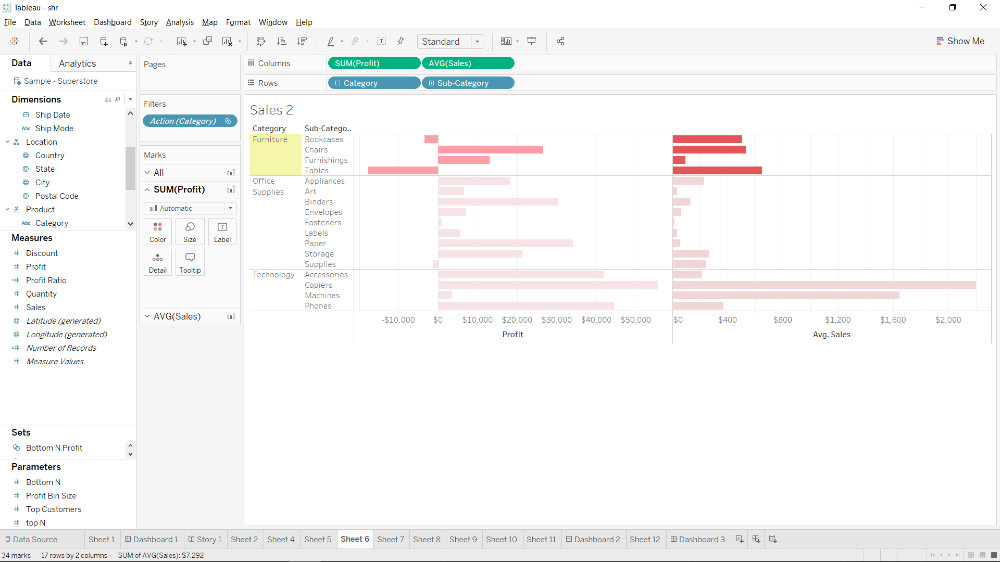 Tableau - shr
File Data Worksheet Dashboard Story Analysis Map Format Window Help
Standard
Show Me
Data Analytics
Sample - Superstore
Dimensions
Ship Date
Abc Ship Mode
Location
Country
State
City
Postal Code
Product
Abc Category
Measures
Discount
Profit
Profit Ratio
Quantity
Sales
Latitude (generated)
Longitude (generated)
Number of Records
Measure Values
Sets
Bottom N Profit
Parameters
Bottom N
Profit Bin Size
Top Customers
top N
Pages
Filters
Action (Category)
Marks
All
SUM(Profit)
Automatic
Color Size Label
Detail Tooltip
AVG(Sales)
Columns SUM(Profit) AVG(Sales)
Rows Category Sub-Category
Sales 2
Category Sub-Catego..
Furniture Bookcases
Chairs
Furnishings
Tables
Office Supplies Appliances
Art
Binders
Envelopes
Fasteners
Labels
Paper
Storage
Supplies
Technology Accessories
Copiers
Machines
Phones
-$10,000 $0 $10,000 $20,000 $30,000 $40,000 $50,000 $0 $400 $800 $1,200 $1,600 $2,000
Profit Avg. Sales
Data Source Sheet 1 Dashboard 1 Story 1 Sheet 2 Sheet 4 Sheet 5 Sheet 6 Sheet 7 Sheet 8 Sheet 9 Sheet 10 Sheet 11 Dashboard 2 Sheet 12 Dashboard 3
34 marks 17 rows by 2 columns SUM of AVG(Sales): $7,292